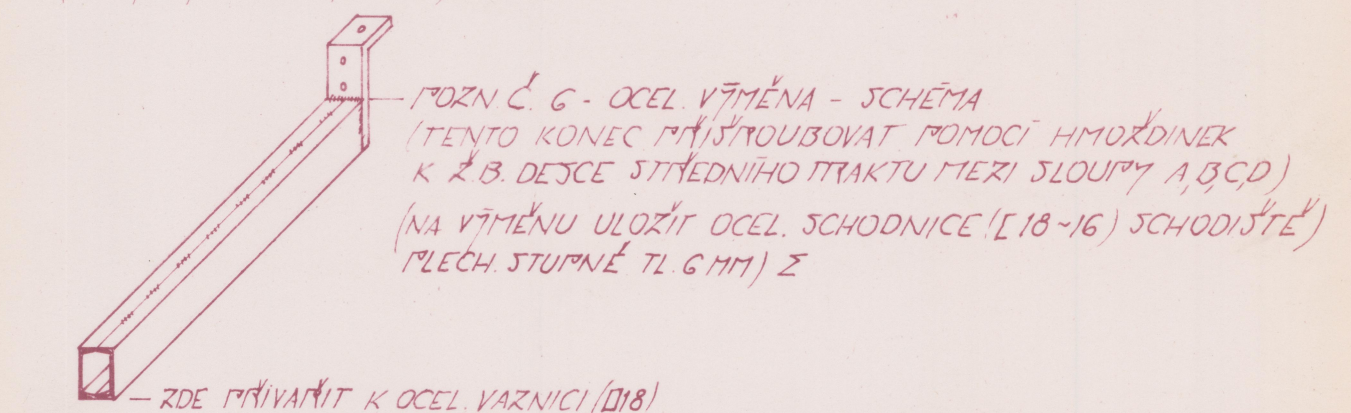 POZN. Č. 6 - OCEL. VÝMĚNA - SCHÉMA
(TENTO KONEC PŘIŠROUBOVAT POMOCÍ HMOŽDINEK
K Ž.B. DESCE STŘEDNÍHO TRAKTU MEZI SLOUPY A,B,C,D)
(NA VÝMĚNU ULOŽIT OCEL. SCHODNICE ([ 18~16) SCHODIŠTĚ)
PLECH. STUPNĚ TL. 6 MM) Σ
ZDE PŘIVAŘIT K OCEL. VAZNICI (▯18)